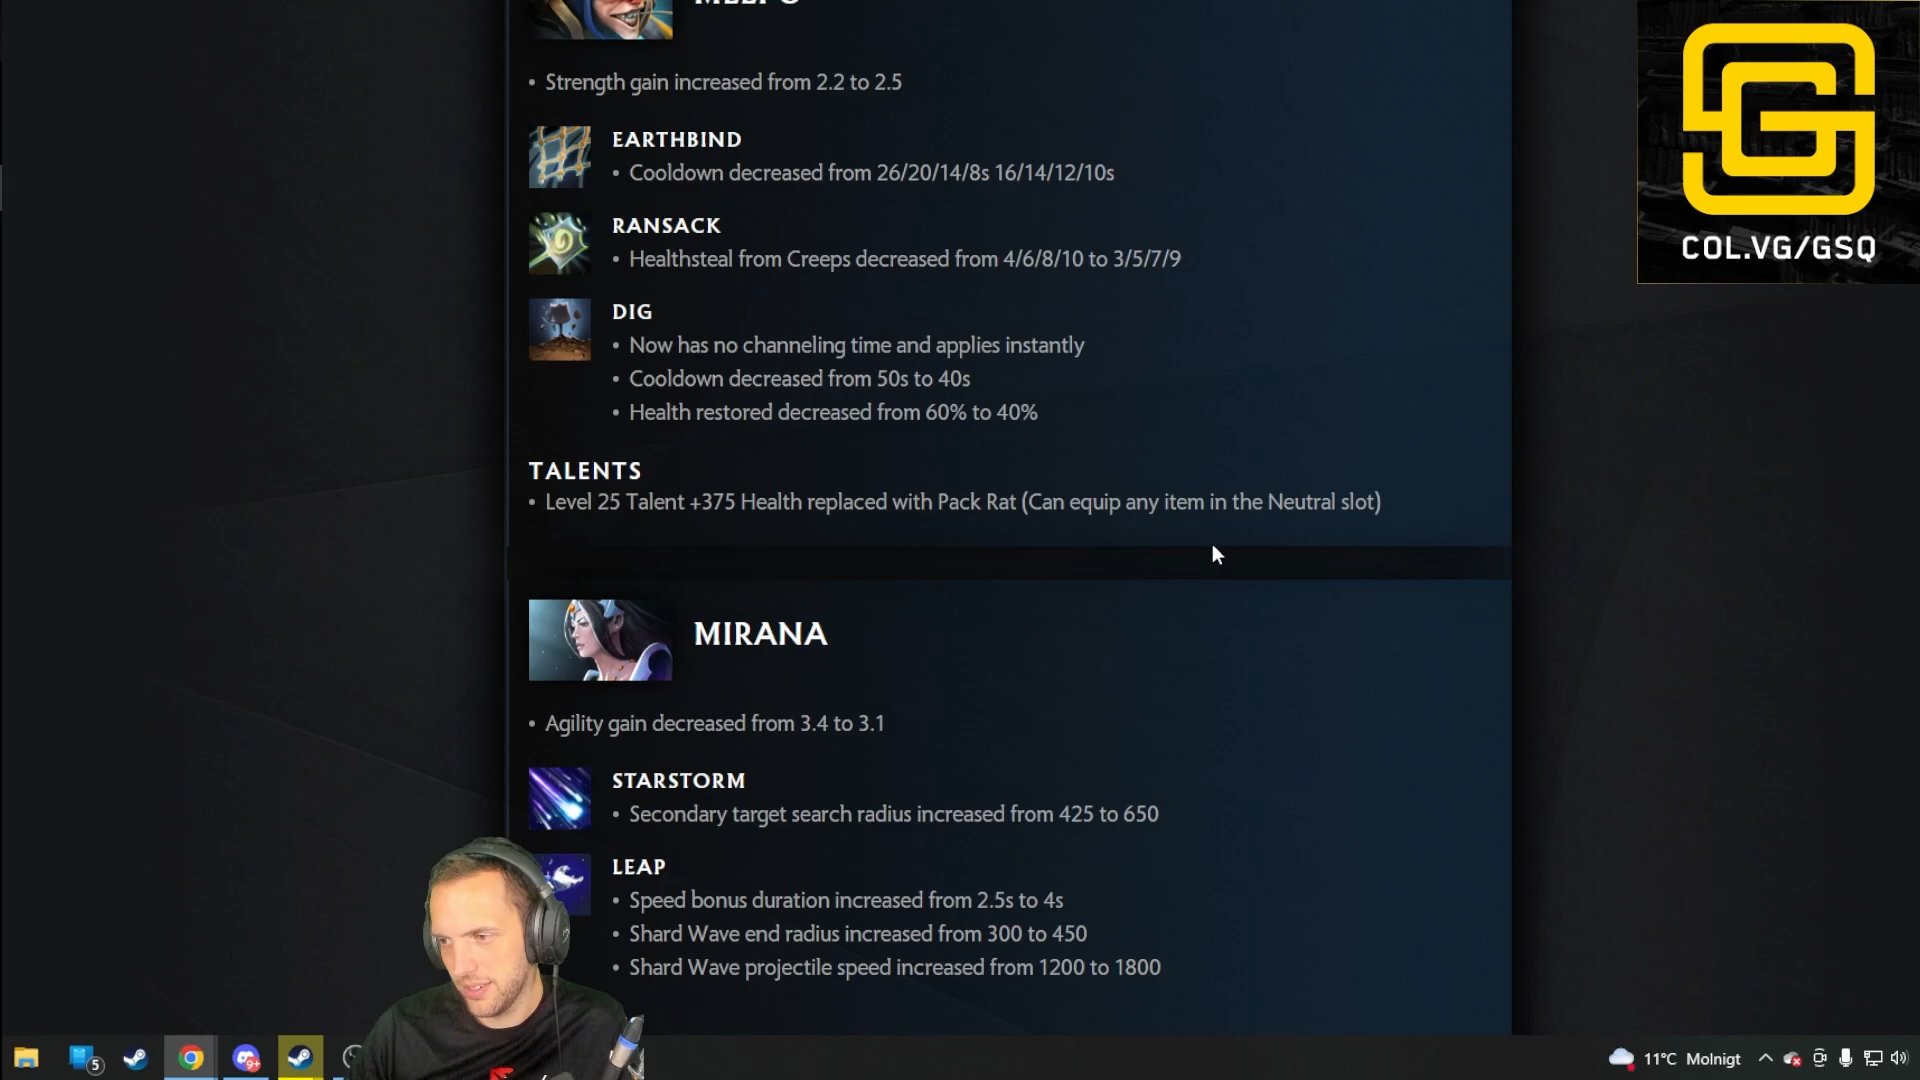 MEEPO
• Strength gain increased from 2.2 to 2.5
EARTHBIND
• Cooldown decreased from 26/20/14/8s 16/14/12/10s
RANSACK
• Healthsteal from Creeps decreased from 4/6/8/10 to 3/5/7/9
DIG
• Now has no channeling time and applies instantly
• Cooldown decreased from 50s to 40s
• Health restored decreased from 60% to 40%
TALENTS
• Level 25 Talent +375 Health replaced with Pack Rat (Can equip any item in the Neutral slot)
MIRANA
• Agility gain decreased from 3.4 to 3.1
STARSTORM
• Secondary target search radius increased from 425 to 650
LEAP
• Speed bonus duration increased from 2.5s to 4s
• Shard Wave end radius increased from 300 to 450
• Shard Wave projectile speed increased from 1200 to 1800
COL.VG/GSQ
5
9+
11°C Molnigt